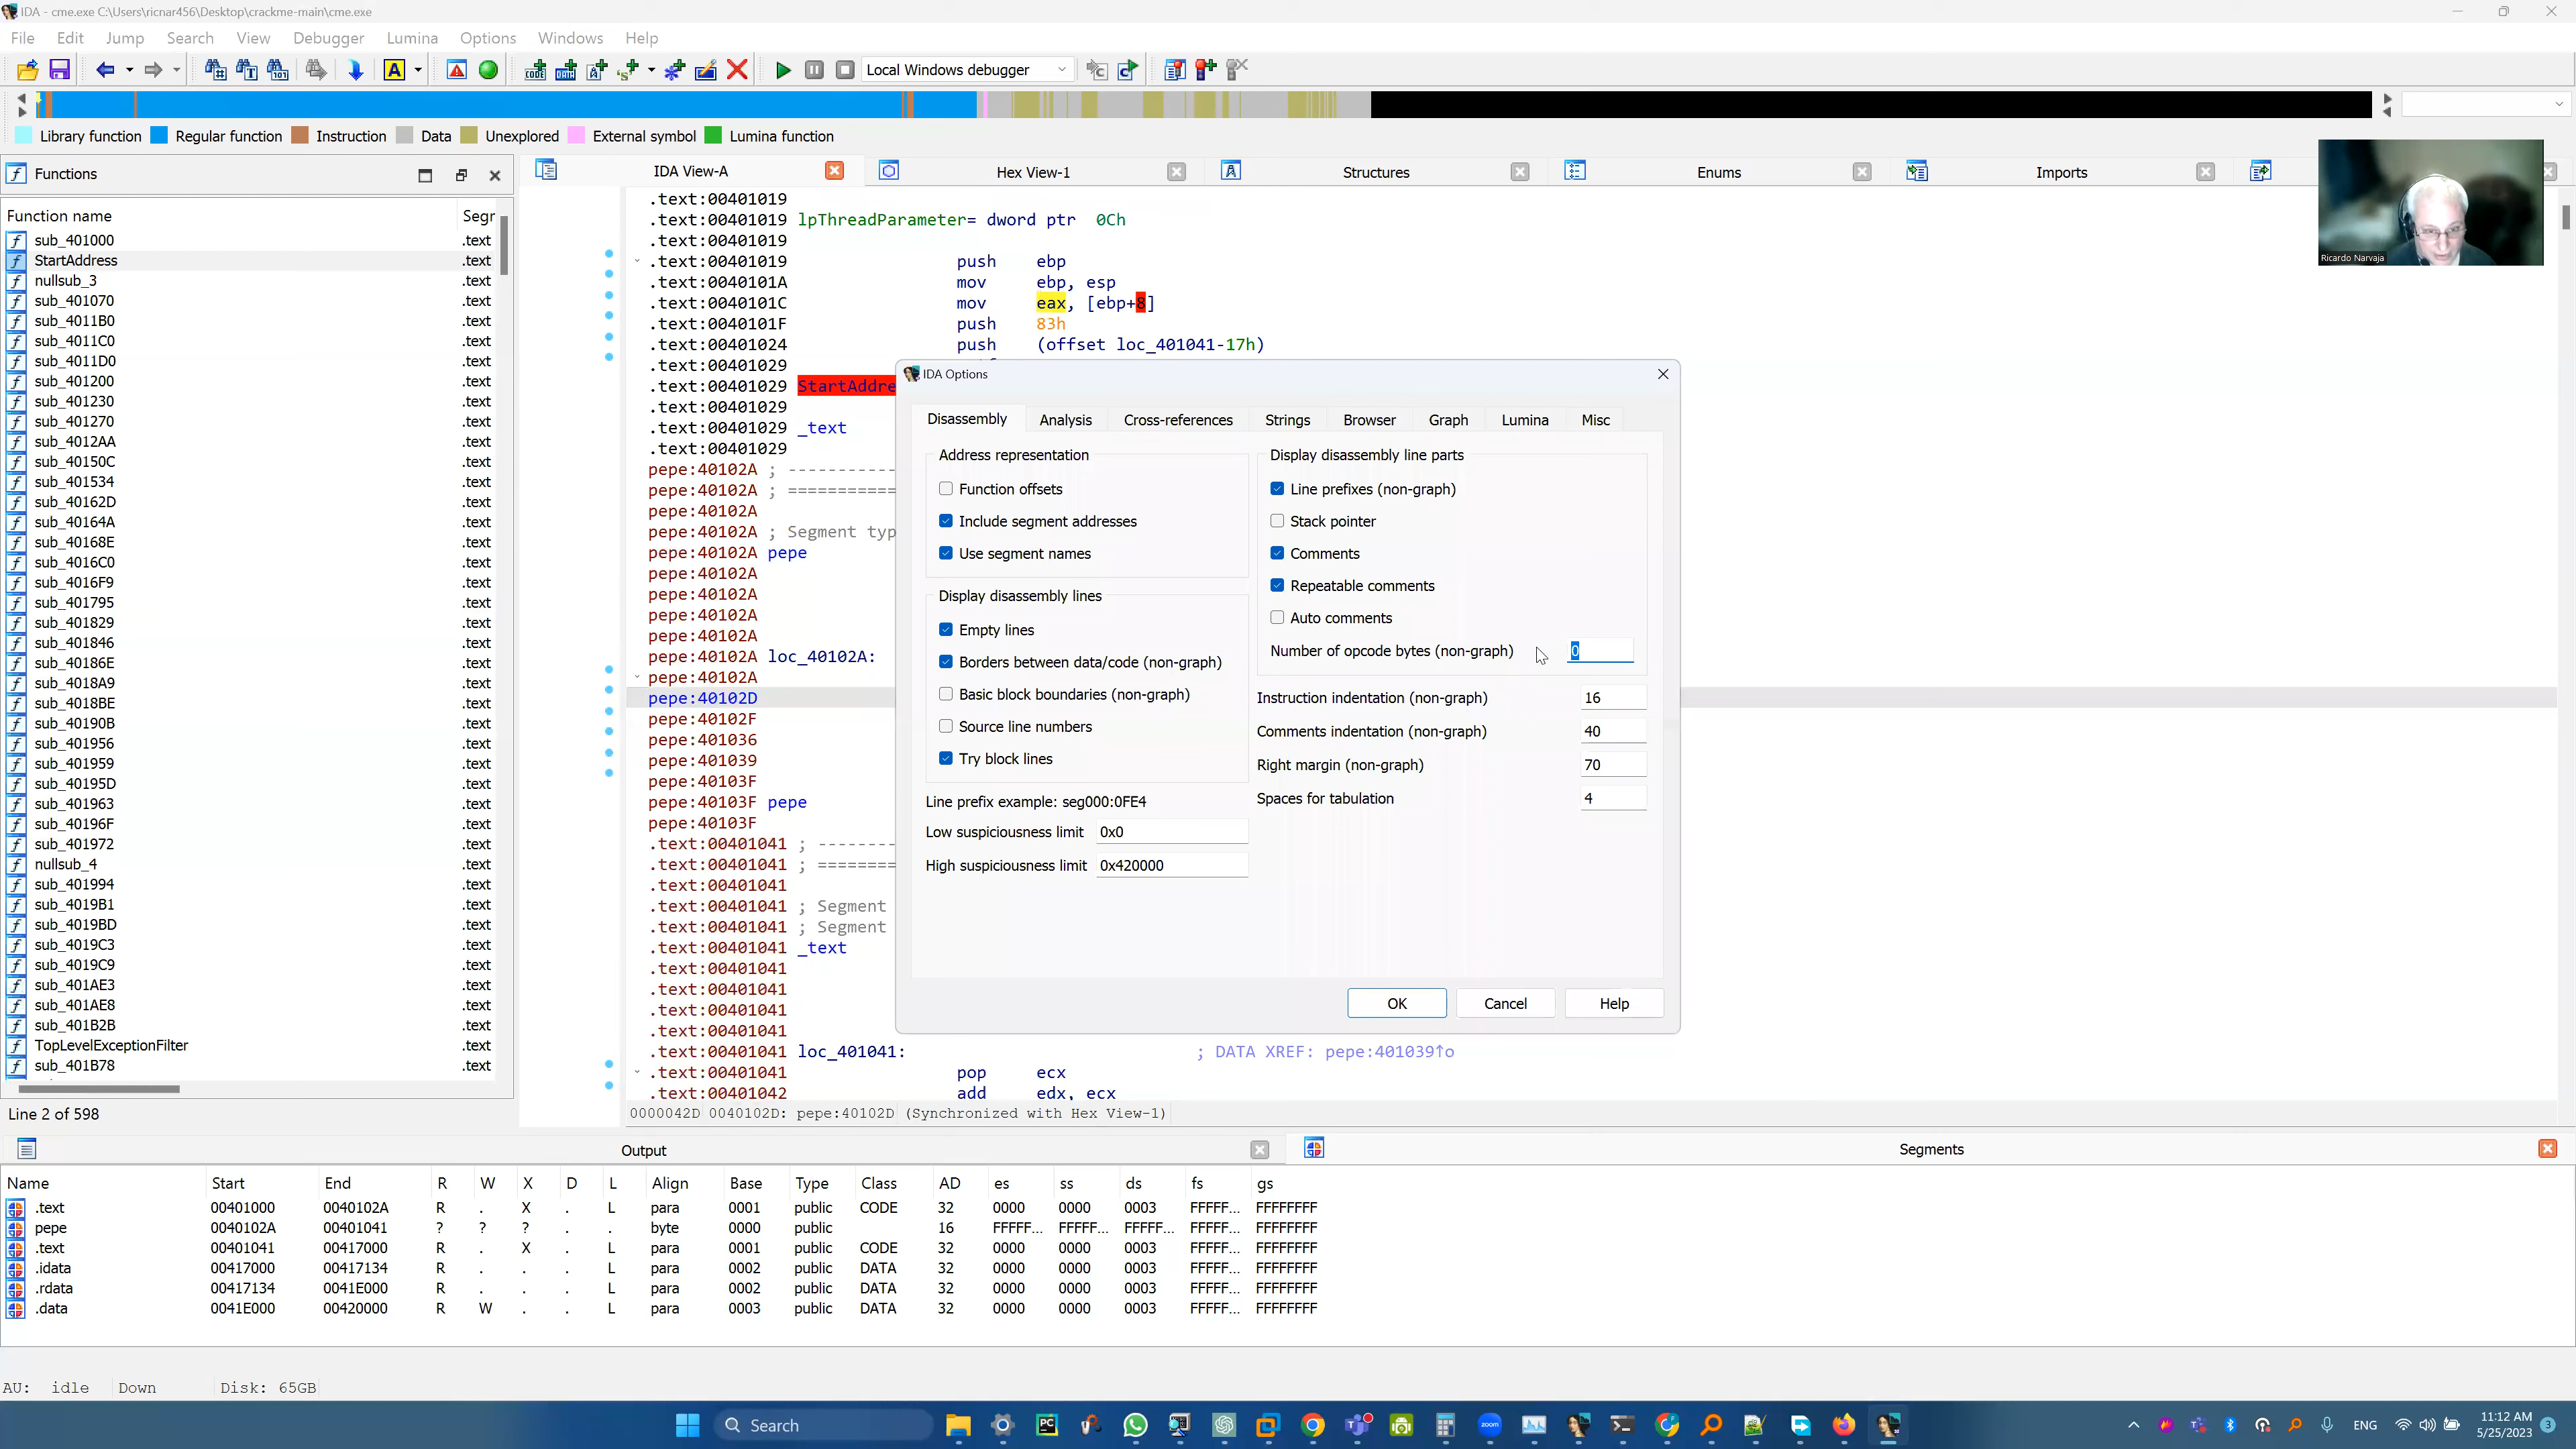 IDA - cme.exe C:\Users\ricnar456\Desktop\crackme-main\cme.exe
File Edit Jump Search View Debugger Lumina Options Windows Help
Local Windows debugger
Library function Regular function Instruction Data Unexplored External symbol Lumina function
Functions
IDA View-A Hex View-1 Structures Enums Imports
Ricardo Narvaja
Function name Segr
sub_401000 .text
StartAddress .text
nullsub_3 .text
sub_401070 .text
sub_4011B0 .text
sub_4011C0 .text
sub_4011D0 .text
sub_401200 .text
sub_401230 .text
sub_401270 .text
sub_4012AA .text
sub_40150C .text
sub_401534 .text
sub_40162D .text
sub_40164A .text
sub_40168E .text
sub_4016C0 .text
sub_4016F9 .text
sub_401795 .text
sub_401829 .text
sub_401846 .text
sub_40186E .text
sub_4018A9 .text
sub_4018BE .text
sub_40190B .text
sub_401956 .text
sub_401959 .text
sub_40195D .text
sub_401963 .text
sub_40196F .text
sub_401972 .text
nullsub_4 .text
sub_401994 .text
sub_4019B1 .text
sub_4019BD .text
sub_4019C3 .text
sub_4019C9 .text
sub_401AE3 .text
sub_401AE8 .text
sub_401B2B .text
TopLevelExceptionFilter .text
sub_401B78 .text
Line 2 of 598
.text:00401019
.text:00401019 lpThreadParameter= dword ptr 0Ch
.text:00401019
.text:00401019 push ebp
.text:0040101A mov ebp, esp
.text:0040101C mov eax, [ebp+8]
.text:0040101F push 83h
.text:00401024 push (offset loc_401041-17h)
.text:00401029
.text:00401029 StartAddre
.text:00401029
.text:00401029 _text
.text:00401029
pepe:40102A ; -----------
pepe:40102A ; ===========
pepe:40102A
pepe:40102A ; Segment typ
pepe:40102A pepe
pepe:40102A
pepe:40102A
pepe:40102A
pepe:40102A
pepe:40102A loc_40102A:
pepe:40102A
pepe:40102D
pepe:40102F
pepe:401036
pepe:401039
pepe:40103F
pepe:40103F pepe
pepe:40103F
.text:00401041 ; --------
.text:00401041 ; ========
.text:00401041
.text:00401041 ; Segment
.text:00401041 ; Segment
.text:00401041 _text
.text:00401041
.text:00401041
.text:00401041
.text:00401041
.text:00401041 loc_401041: ; DATA XREF: pepe:401039↑o
.text:00401041 pop ecx
.text:00401042 add edx, ecx
0000042D 0040102D: pepe:40102D (Synchronized with Hex View-1)
IDA Options
Disassembly Analysis Cross-references Strings Browser Graph Lumina Misc
Address representation
Function offsets
Include segment addresses
Use segment names
Display disassembly lines
Empty lines
Borders between data/code (non-graph)
Basic block boundaries (non-graph)
Source line numbers
Try block lines
Line prefix example: seg000:0FE4
Low suspiciousness limit 0x0
High suspiciousness limit 0x420000
Display disassembly line parts
Line prefixes (non-graph)
Stack pointer
Comments
Repeatable comments
Auto comments
Number of opcode bytes (non-graph) 0
Instruction indentation (non-graph) 16
Comments indentation (non-graph) 40
Right margin (non-graph) 70
Spaces for tabulation 4
OK Cancel Help
Output Segments
Name Start End R W X D L Align Base Type Class AD es ss ds fs gs
.text 00401000 0040102A R . X . L para 0001 public CODE 32 0000 0000 0003 FFFFF... FFFFFFFF
pepe 0040102A 00401041 ? ? ? . . byte 0000 public 16 FFFFF... FFFFF... FFFFF... FFFFF... FFFFFFFF
.text 00401041 00417000 R . X . L para 0001 public CODE 32 0000 0000 0003 FFFFF... FFFFFFFF
.idata 00417000 00417134 R . . . L para 0002 public DATA 32 0000 0000 0003 FFFFF... FFFFFFFF
.rdata 00417134 0041E000 R . . . L para 0002 public DATA 32 0000 0000 0003 FFFFF... FFFFFFFF
.data 0041E000 00420000 R W . . L para 0003 public DATA 32 0000 0000 0003 FFFFF... FFFFFFFF
AU: idle Down Disk: 65GB
Search
ENG
11:12 AM
5/25/2023
3